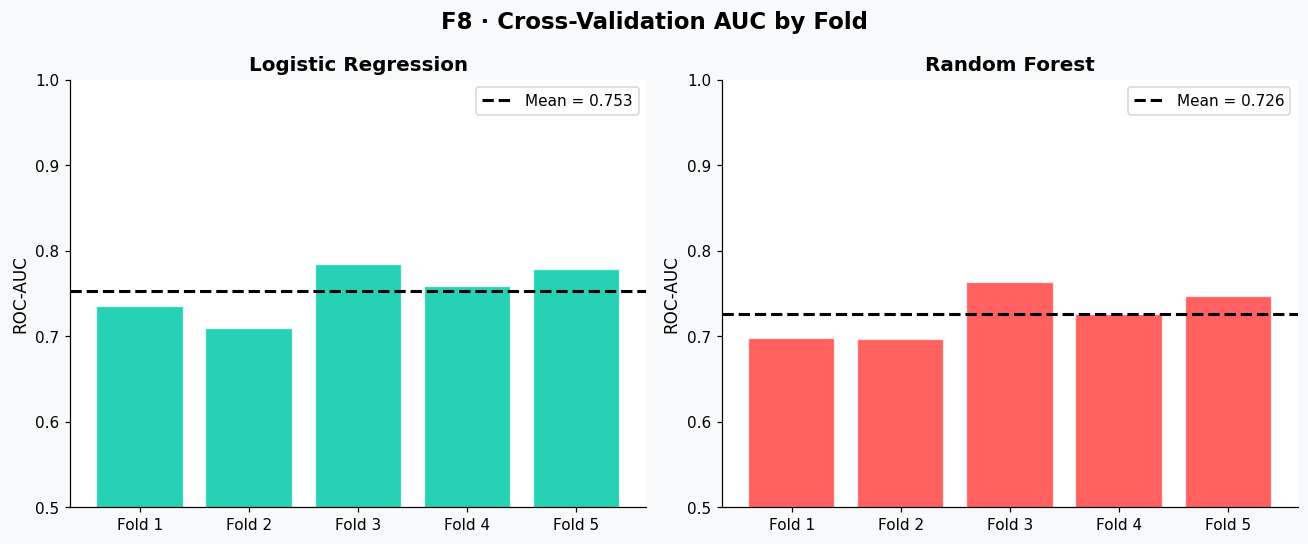 F8 · Cross-Validation AUC by Fold
Logistic Regression
Mean = 0.753
ROC-AUC
1.0
0.9
0.8
0.7
0.6
0.5
Fold 1 Fold 2 Fold 3 Fold 4 Fold 5
Random Forest
Mean = 0.726
ROC-AUC
1.0
0.9
0.8
0.7
0.6
0.5
Fold 1 Fold 2 Fold 3 Fold 4 Fold 5